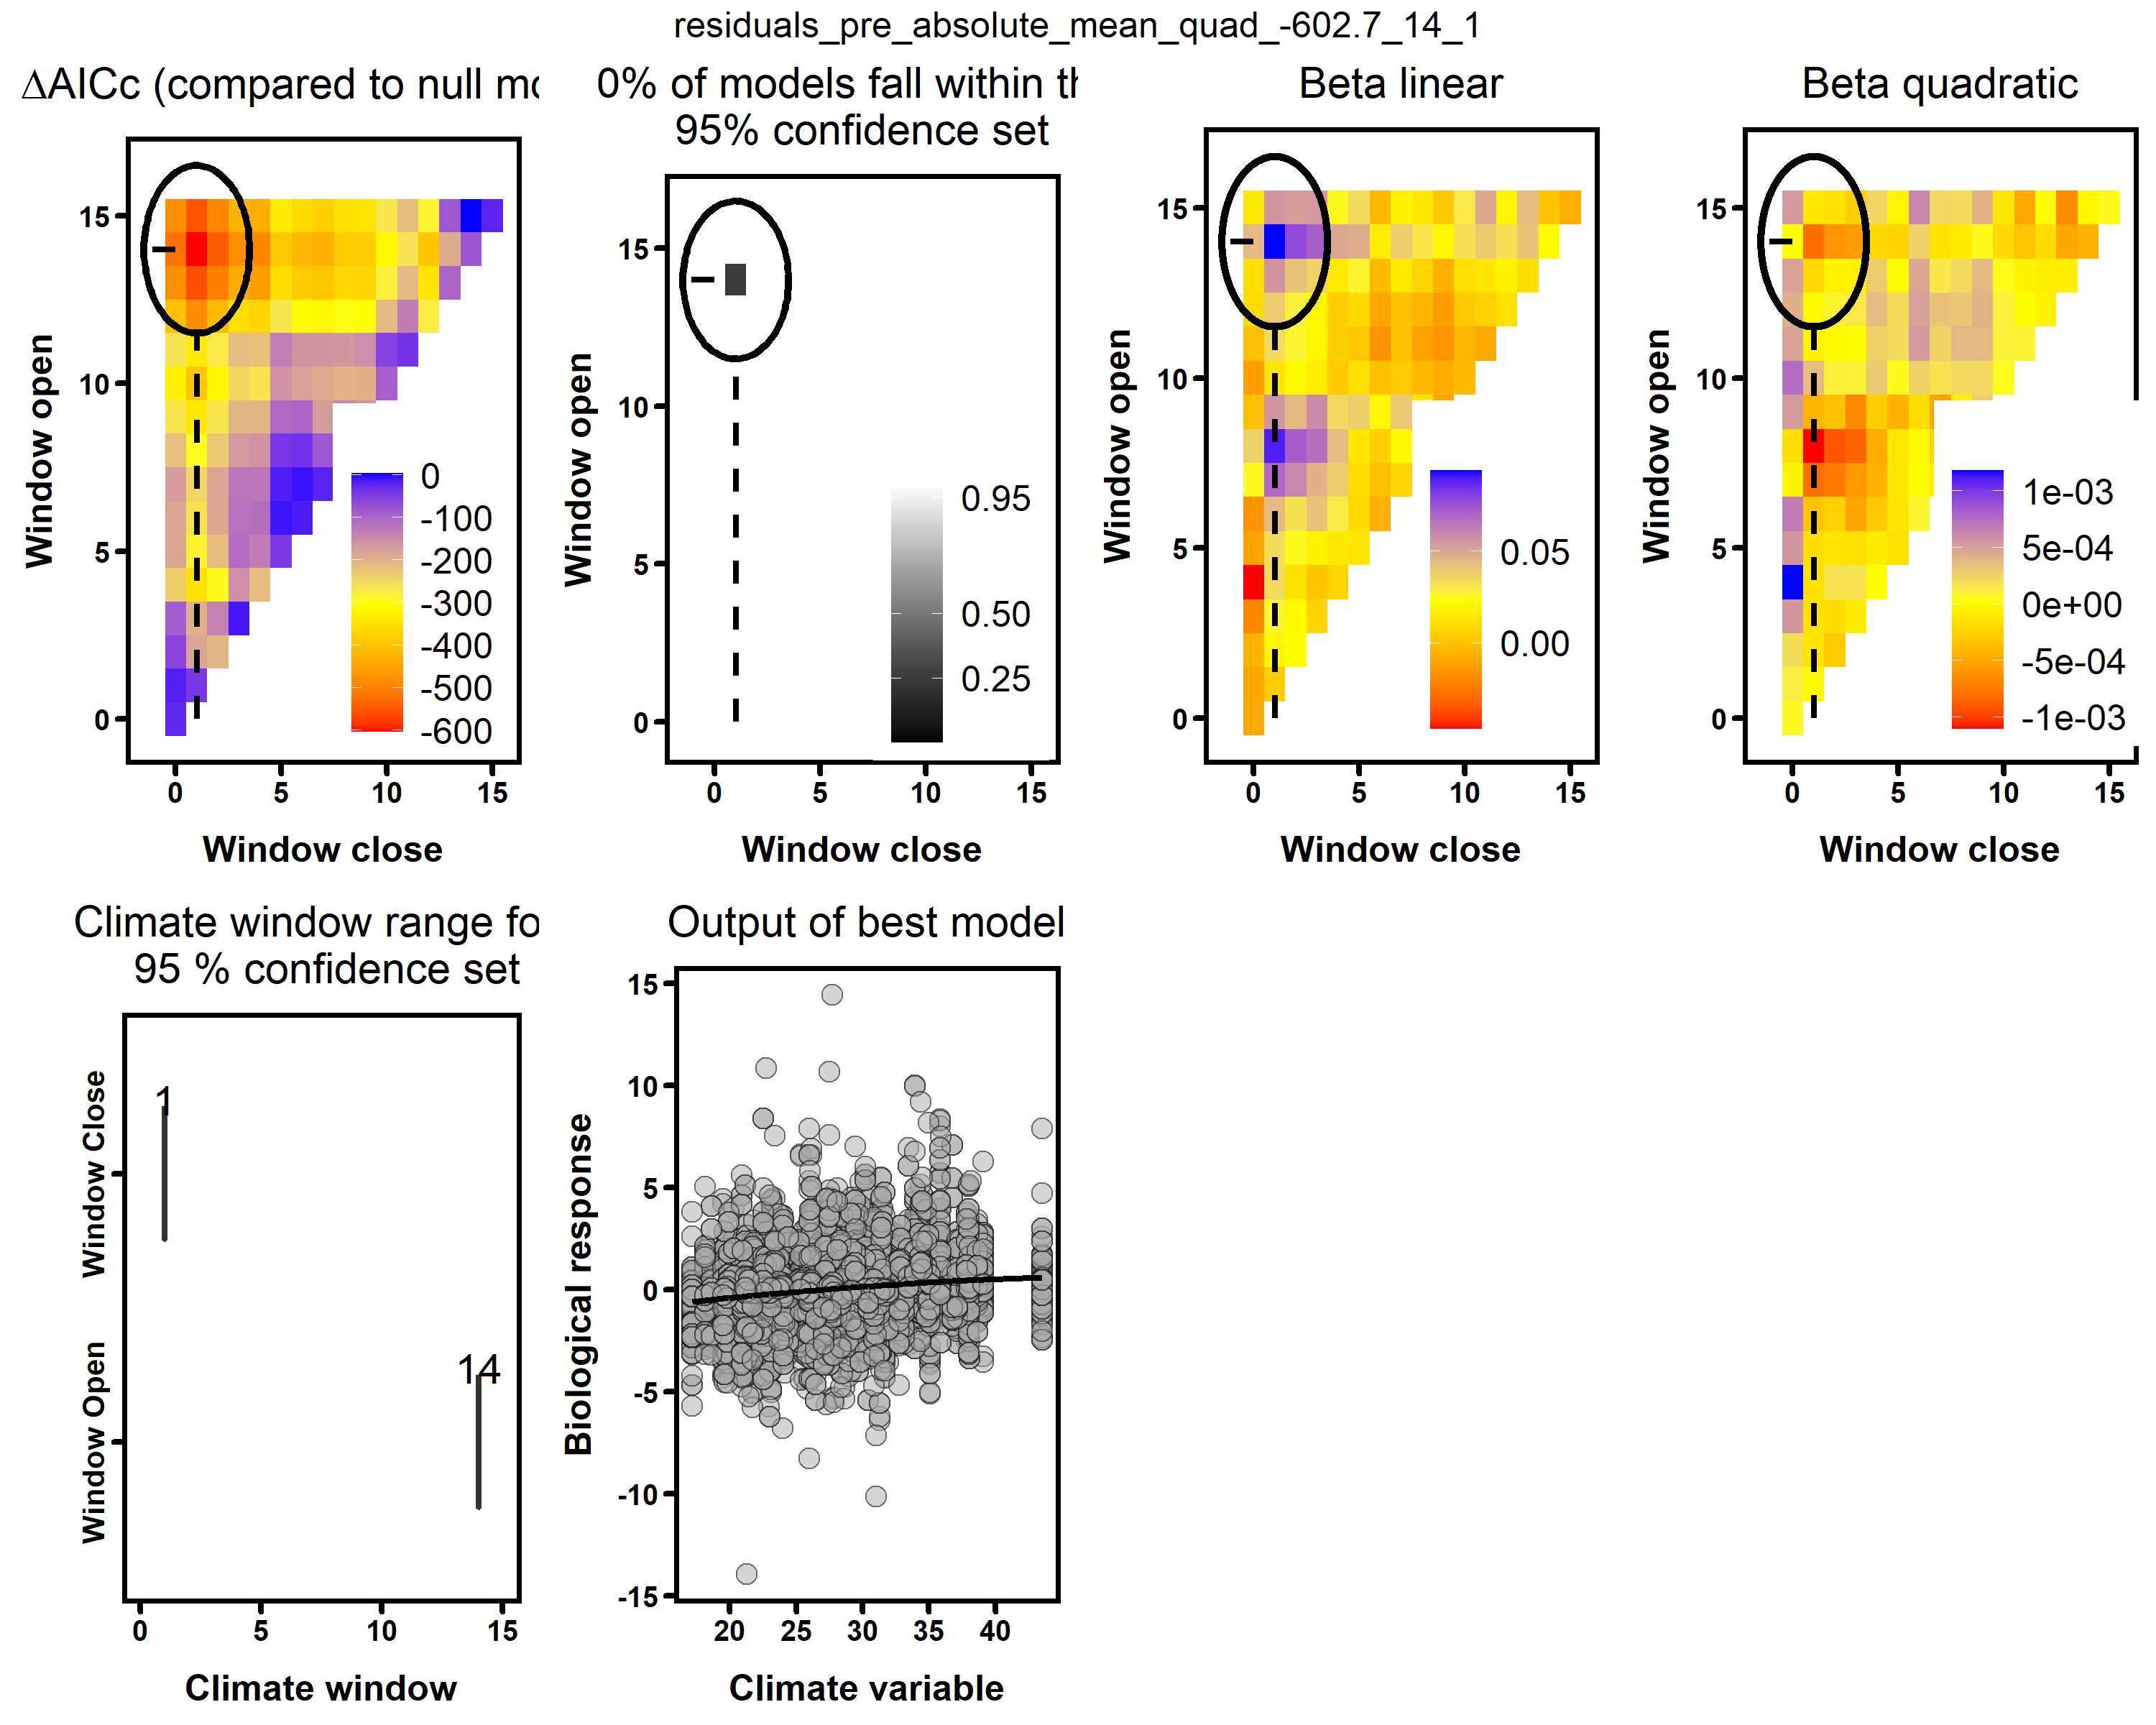 residuals_pre_absolute_mean_quad_-602.7_14_1
ΔAICc (compared to null mo
0% of models fall within th
95% confidence set
Beta linear
Beta quadratic
Window open
15
10
5
0
0
-100
-200
-300
-400
-500
-600
0 5 10 15
Window close
Window open
15
10
5
0
0.95
0.50
0.25
0 5 10 15
Window close
Window open
15
10
5
0
0.05
0.00
0 5 10 15
Window close
Window open
15
10
5
0
1e-03
5e-04
0e+00
-5e-04
-1e-03
0 5 10 15
Window close
Climate window range fo
95 % confidence set
Window Close
Window Open
1
14
0 5 10 15
Climate window
Output of best model
Biological response
15
10
5
0
-5
-10
-15
20 25 30 35 40
Climate variable